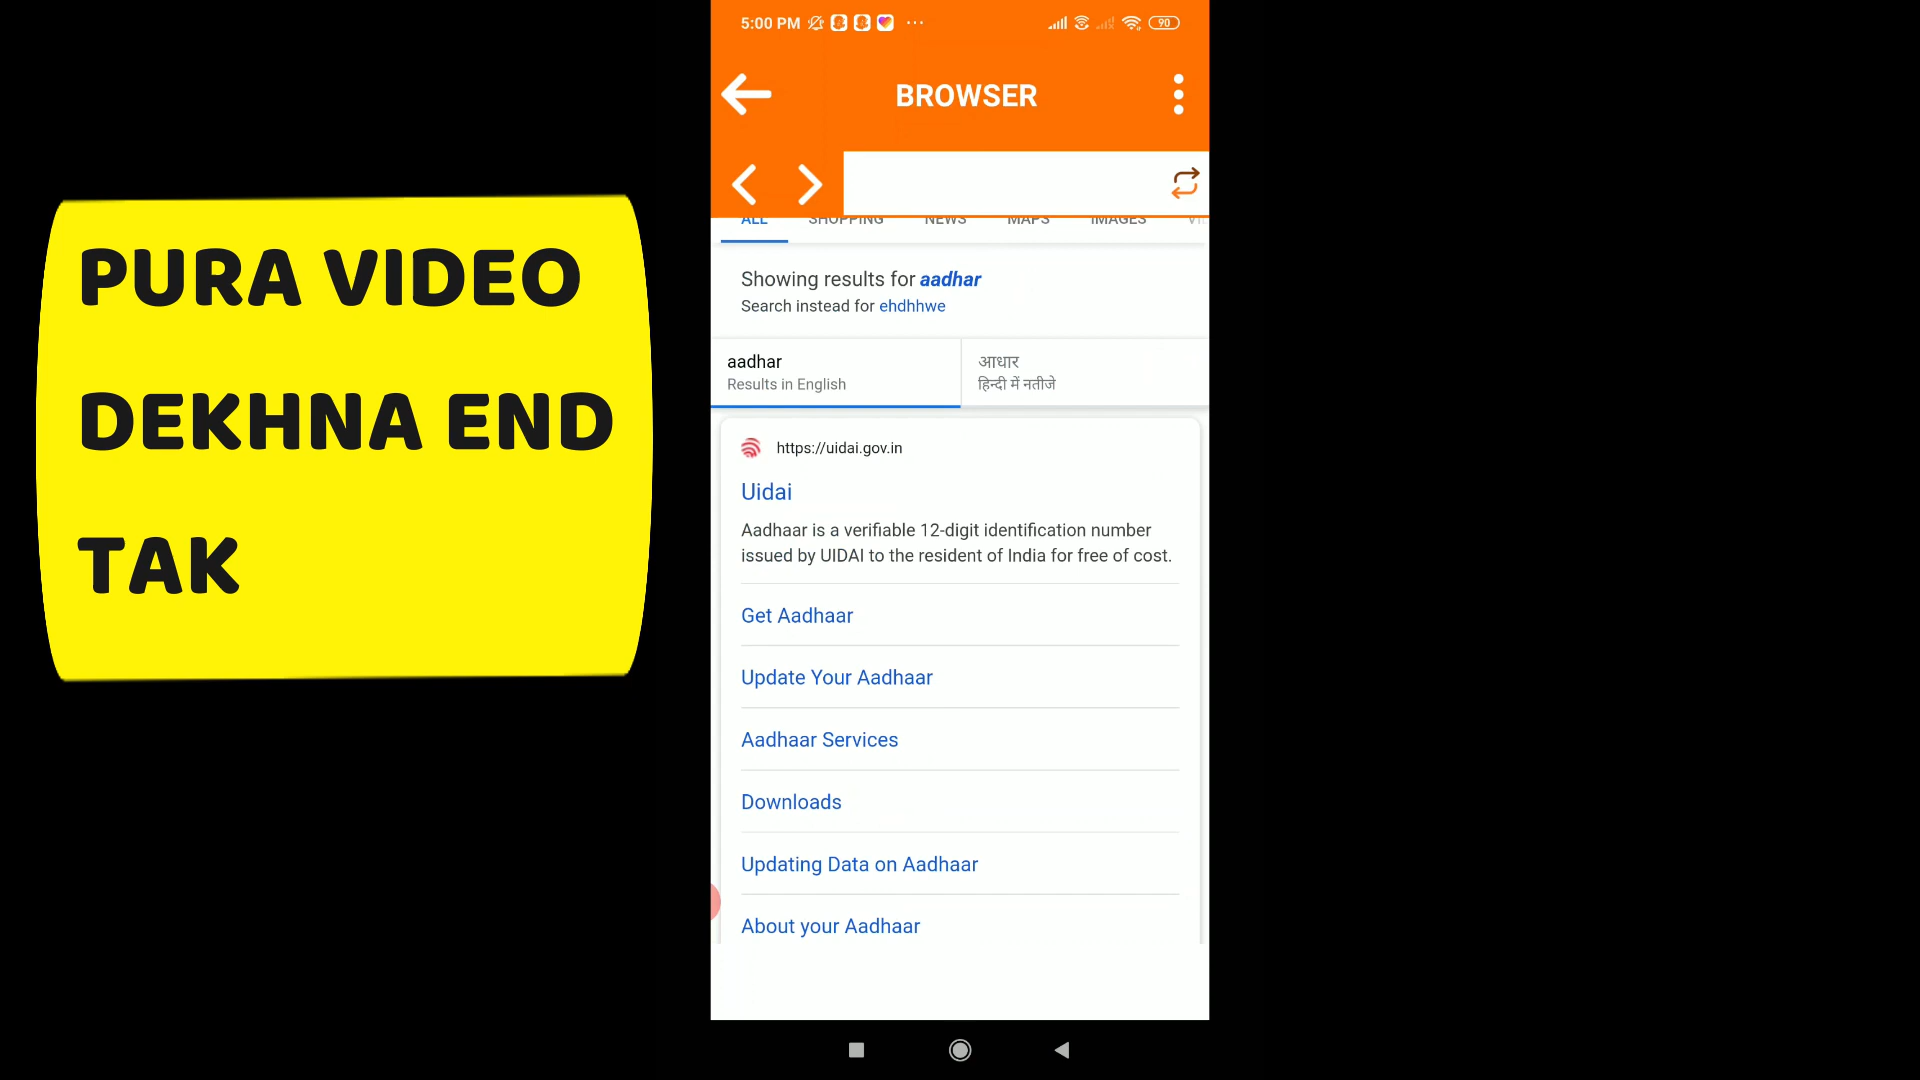 PURA VIDEO
DEKHNA END
TAK
5:00 PM
90
BROWSER
ALL SHOPPING NEWS MAPS IMAGES
Showing results for aadhar
Search instead for ehdhhwe
aadhar
Results in English
आधार
हिन्दी में नतीजे
https://uidai.gov.in
Uidai
Aadhaar is a verifiable 12-digit identification number
issued by UIDAI to the resident of India for free of cost.
Get Aadhaar
Update Your Aadhaar
Aadhaar Services
Downloads
Updating Data on Aadhaar
About your Aadhaar